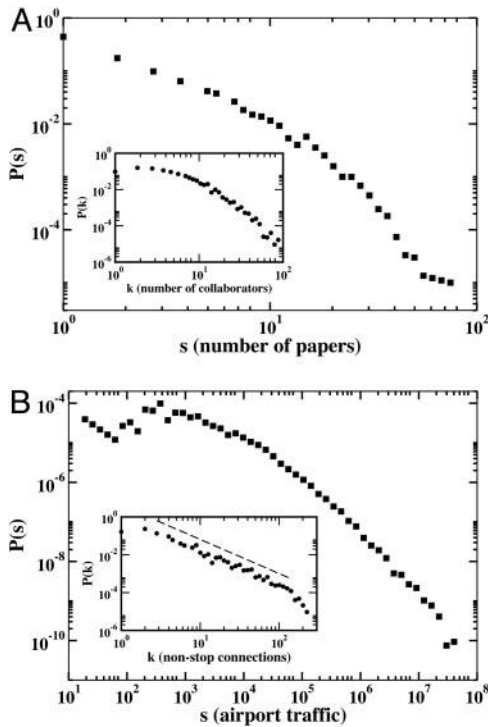 A
10^0
10^-2
10^-4
P(s)
10^0
10^-2
10^-4
10^-6
P(k)
10^0 10^1 10^2
k (number of collaborators)
10^0 10^1 10^2
s (number of papers)
B
10^-4
10^-6
10^-8
10^-10
P(s)
10^0
10^-2
10^-4
10^-6
P(k)
10^0 10^1 10^2
k (non-stop connections)
10^1 10^2 10^3 10^4 10^5 10^6 10^7 10^8
s (airport traffic)